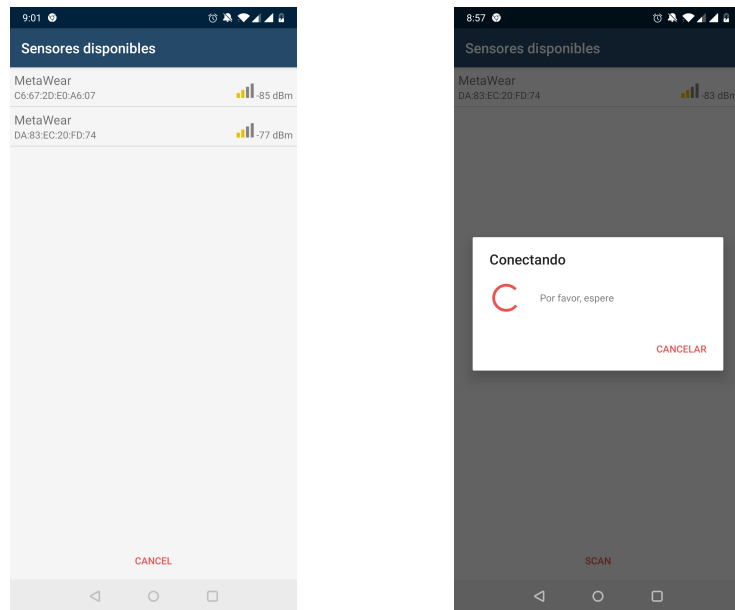 9:01
Sensores disponibles
MetaWear
C6:67:2D:E0:A6:07
-85 dBm
MetaWear
DA:83:EC:20:FD:74
-77 dBm
CANCEL
8:57
Sensores disponibles
MetaWear
DA:83:EC:20:FD:74
-83 dBm
Conectando
Por favor, espere
CANCELAR
SCAN